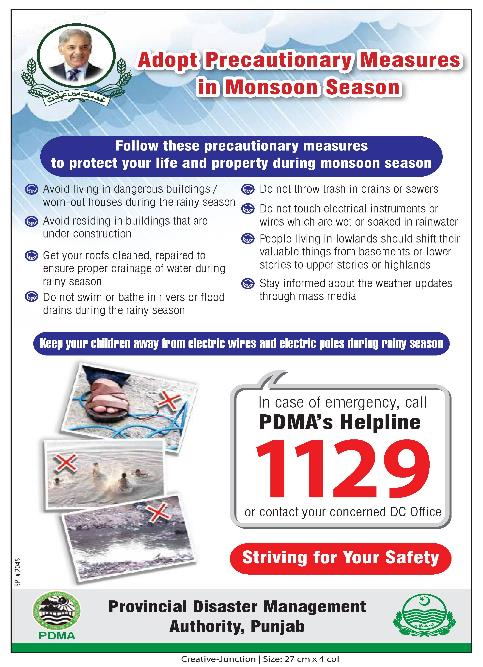 Adopt Precautionary Measures
in Monsoon Season
Follow these precautionary measures
to protect your life and property during monsoon season
Avoid living in dangerous buildings /
worn-out houses during the rainy season
Avoid residing in buildings that are
under construction
Get your roofs cleaned, repaired to
ensure proper drainage of water during
rainy season
Do not swim or bathe in rivers or flood
drains during the rainy season
Do not throw trash in drains or sewers
Do not touch electrical instruments or
wires which are wet or soaked in rainwater
People living in lowlands should shift their
valuable things from basements or lower
stories to upper stories or highlands
Stay informed about the weather updates
through mass media
Keep your children away from electric wires and electric poles during rainy season
In case of emergency, call
PDMA's Helpline
1129
or contact your concerned DC Office
Striving for Your Safety
PDMA
Provincial Disaster Management
Authority, Punjab
Creative-Junction | Size: 27 cm x 4 col